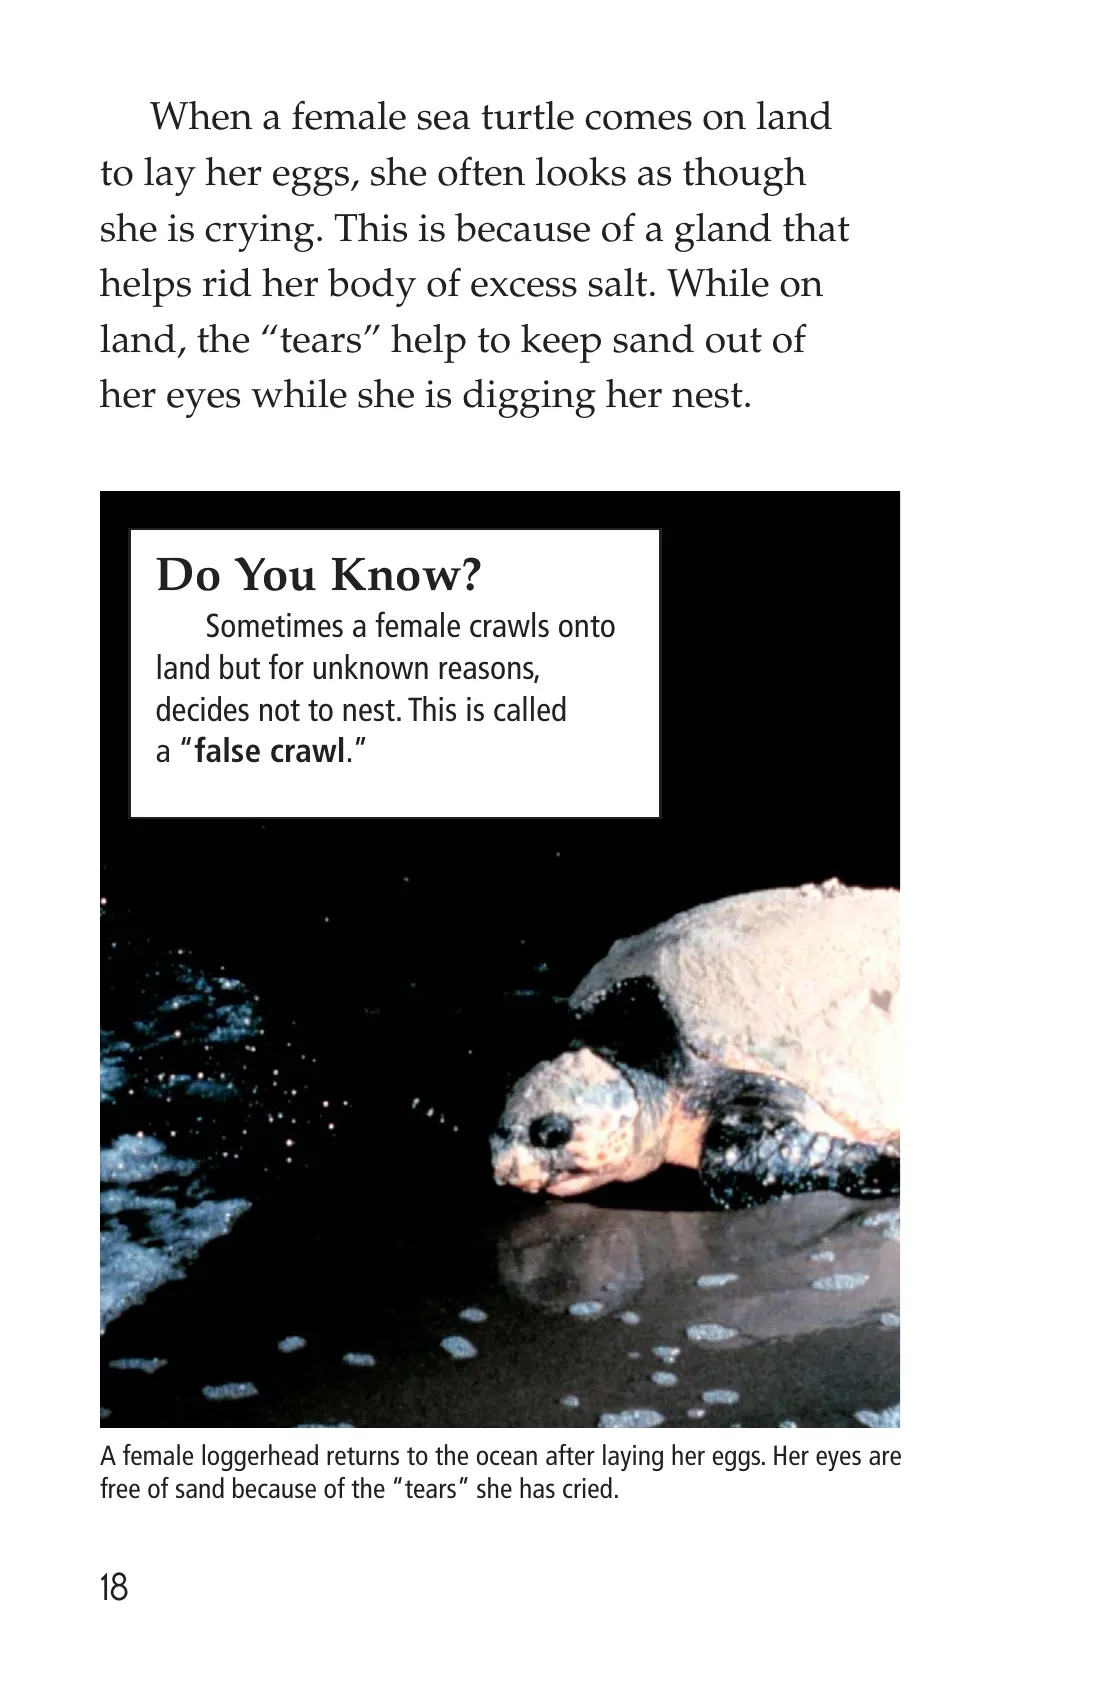 When a female sea turtle comes on land
to lay her eggs, she often looks as though
she is crying. This is because of a gland that
helps rid her body of excess salt. While on
land, the “tears” help to keep sand out of
her eyes while she is digging her nest.
Do You Know?
Sometimes a female crawls onto
land but for unknown reasons,
decides not to nest. This is called
a “false crawl.”
A female loggerhead returns to the ocean after laying her eggs. Her eyes are
free of sand because of the “tears” she has cried.
18